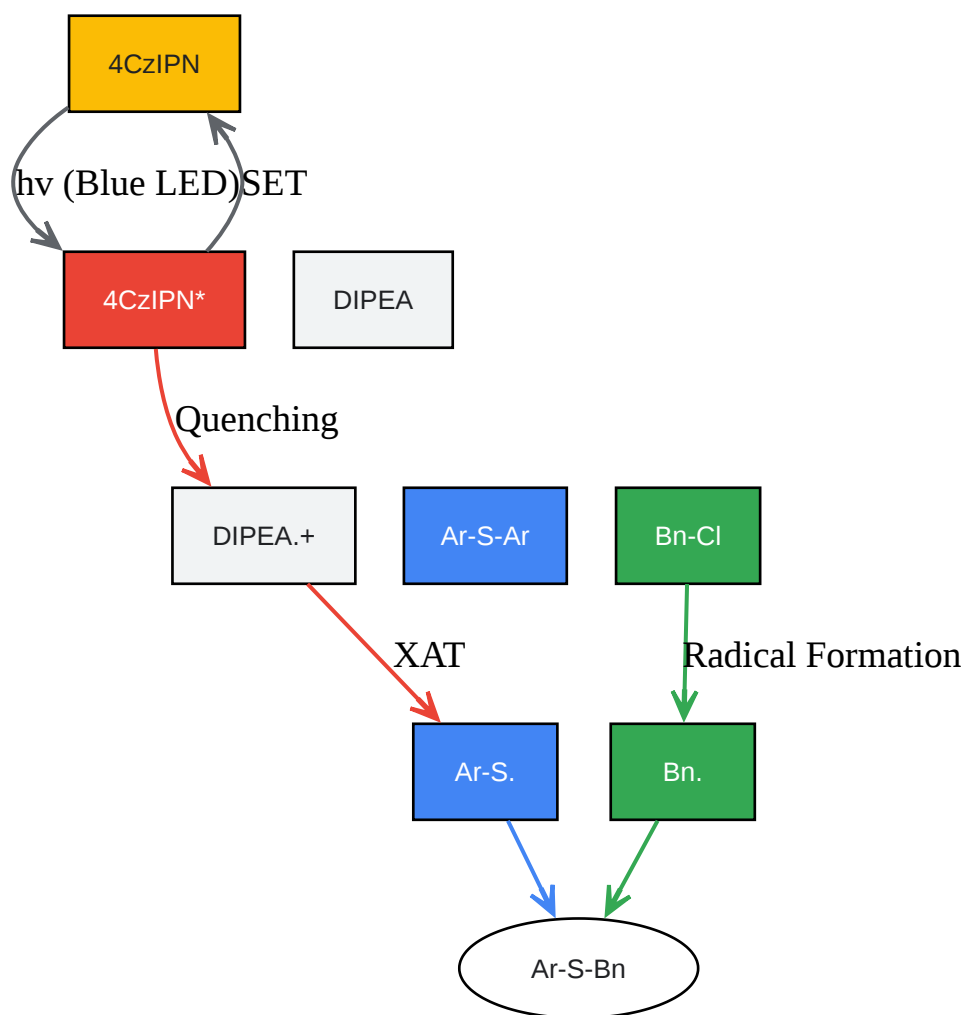 4CzIPN
hv (Blue LED)
SET
4CzIPN*
DIPEA
Quenching
DIPEA.+
Ar-S-Ar
Bn-Cl
XAT
Radical Formation
Ar-S.
Bn.
Ar-S-Bn